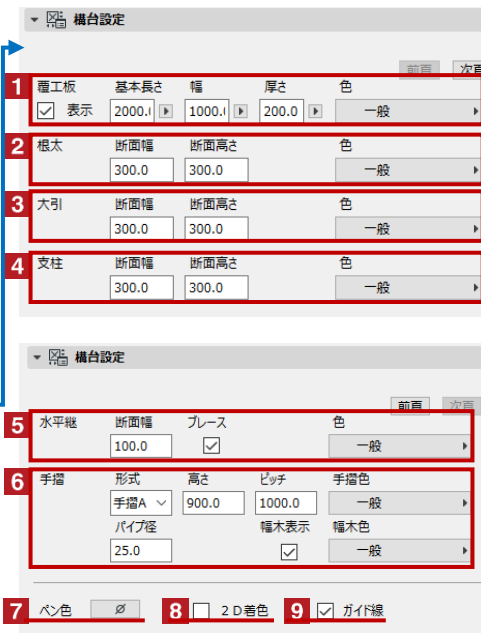 構台設定
前頁 次頁
1 覆工板 基本長さ 幅 厚さ 色
表示 2000.( 1000.( 200.0 一般
2 根太 断面幅 断面高さ 色
300.0 300.0 一般
3 大引 断面幅 断面高さ 色
300.0 300.0 一般
4 支柱 断面幅 断面高さ 色
300.0 300.0 一般
構台設定
前頁 次頁
5 水平継 断面幅 ブレース 色
100.0 一般
6 手摺 形式 高さ ピッチ 手摺色
手摺A 900.0 1000.0 一般
パイプ径 幅木表示 幅木色
25.0 一般
7 ペン色 ø 8 2D着色 9 ガイド線